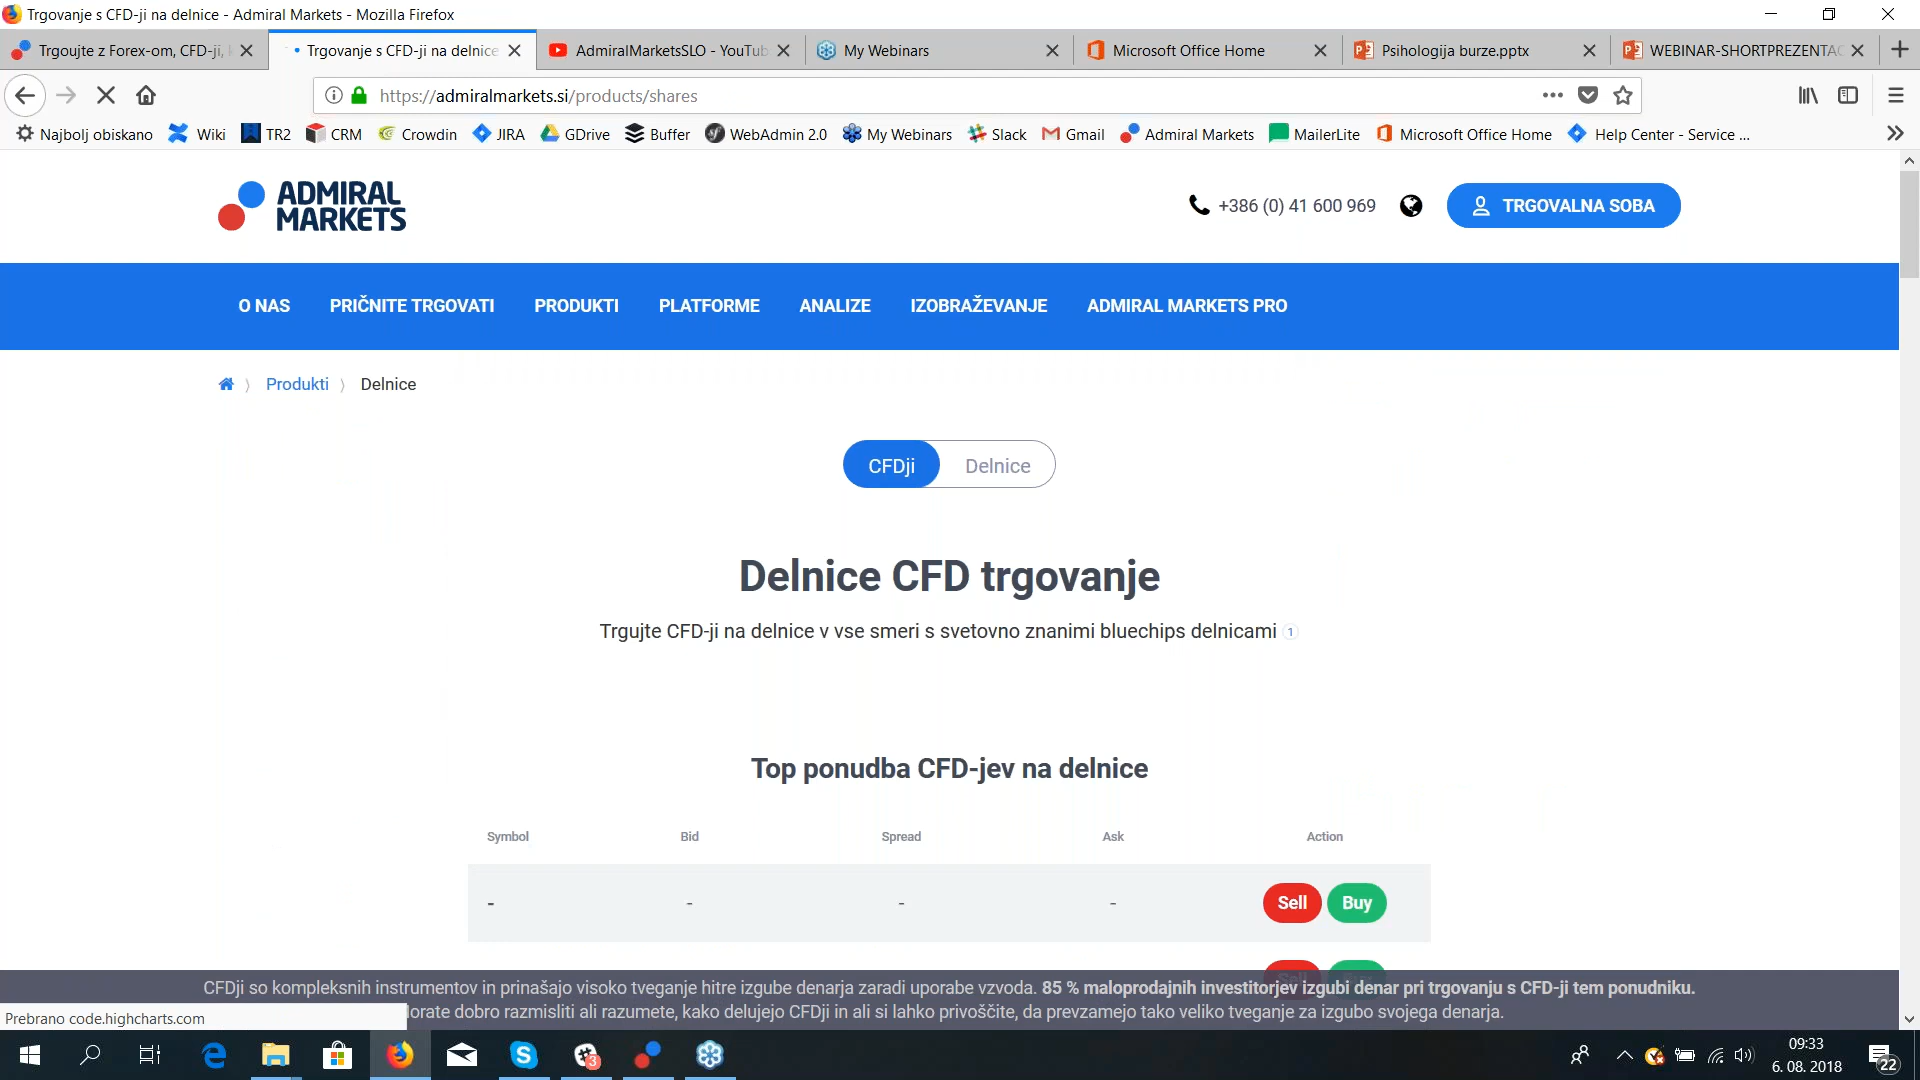 Trgovanje s CFD-ji na delnice - Admiral Markets - Mozilla Firefox
Trgoujte z Forex-om, CFD-ji,
Trgovanje s CFD-ji na delnice
AdmiralMarketsSLO - YouTub
My Webinars
Microsoft Office Home
Psihologija burze.pptx
WEBINAR-SHORTPREZENTAC
https://admiralmarkets.si/products/shares
Najbolj obiskano
Wiki
TR2
CRM
Crowdin
JIRA
GDrive
Buffer
WebAdmin 2.0
My Webinars
Slack
Gmail
Admiral Markets
MailerLite
Microsoft Office Home
Help Center - Service ...
ADMIRAL
MARKETS
+386 (0) 41 600 969
TRGOVALNA SOBA
O NAS
PRIČNITE TRGOVATI
PRODUKTI
PLATFORME
ANALIZE
IZOBRAŽEVANJE
ADMIRAL MARKETS PRO
Produkti
Delnice
CFDji
Delnice
Delnice CFD trgovanje
Trgujte CFD-ji na delnice v vse smeri s svetovno znanimi bluechips delnicami 1
Top ponudba CFD-jev na delnice
Symbol
Bid
Spread
Ask
Action
-
-
-
-
Sell
Buy
CFDji so kompleksnih instrumentov in prinašajo visoko tveganje hitre izgube denarja zaradi uporabe vzvoda. 85 % maloprodajnih investitorjev izgubi denar pri trgovanju s CFD-ji tem ponudniku.
lorate dobro razmisliti ali razumete, kako delujejo CFDji in ali si lahko privoščite, da prevzamejo tako veliko tveganje za izgubo svojega denarja.
Prebrano code.highcharts.com
3
09:33
6. 08. 2018
22